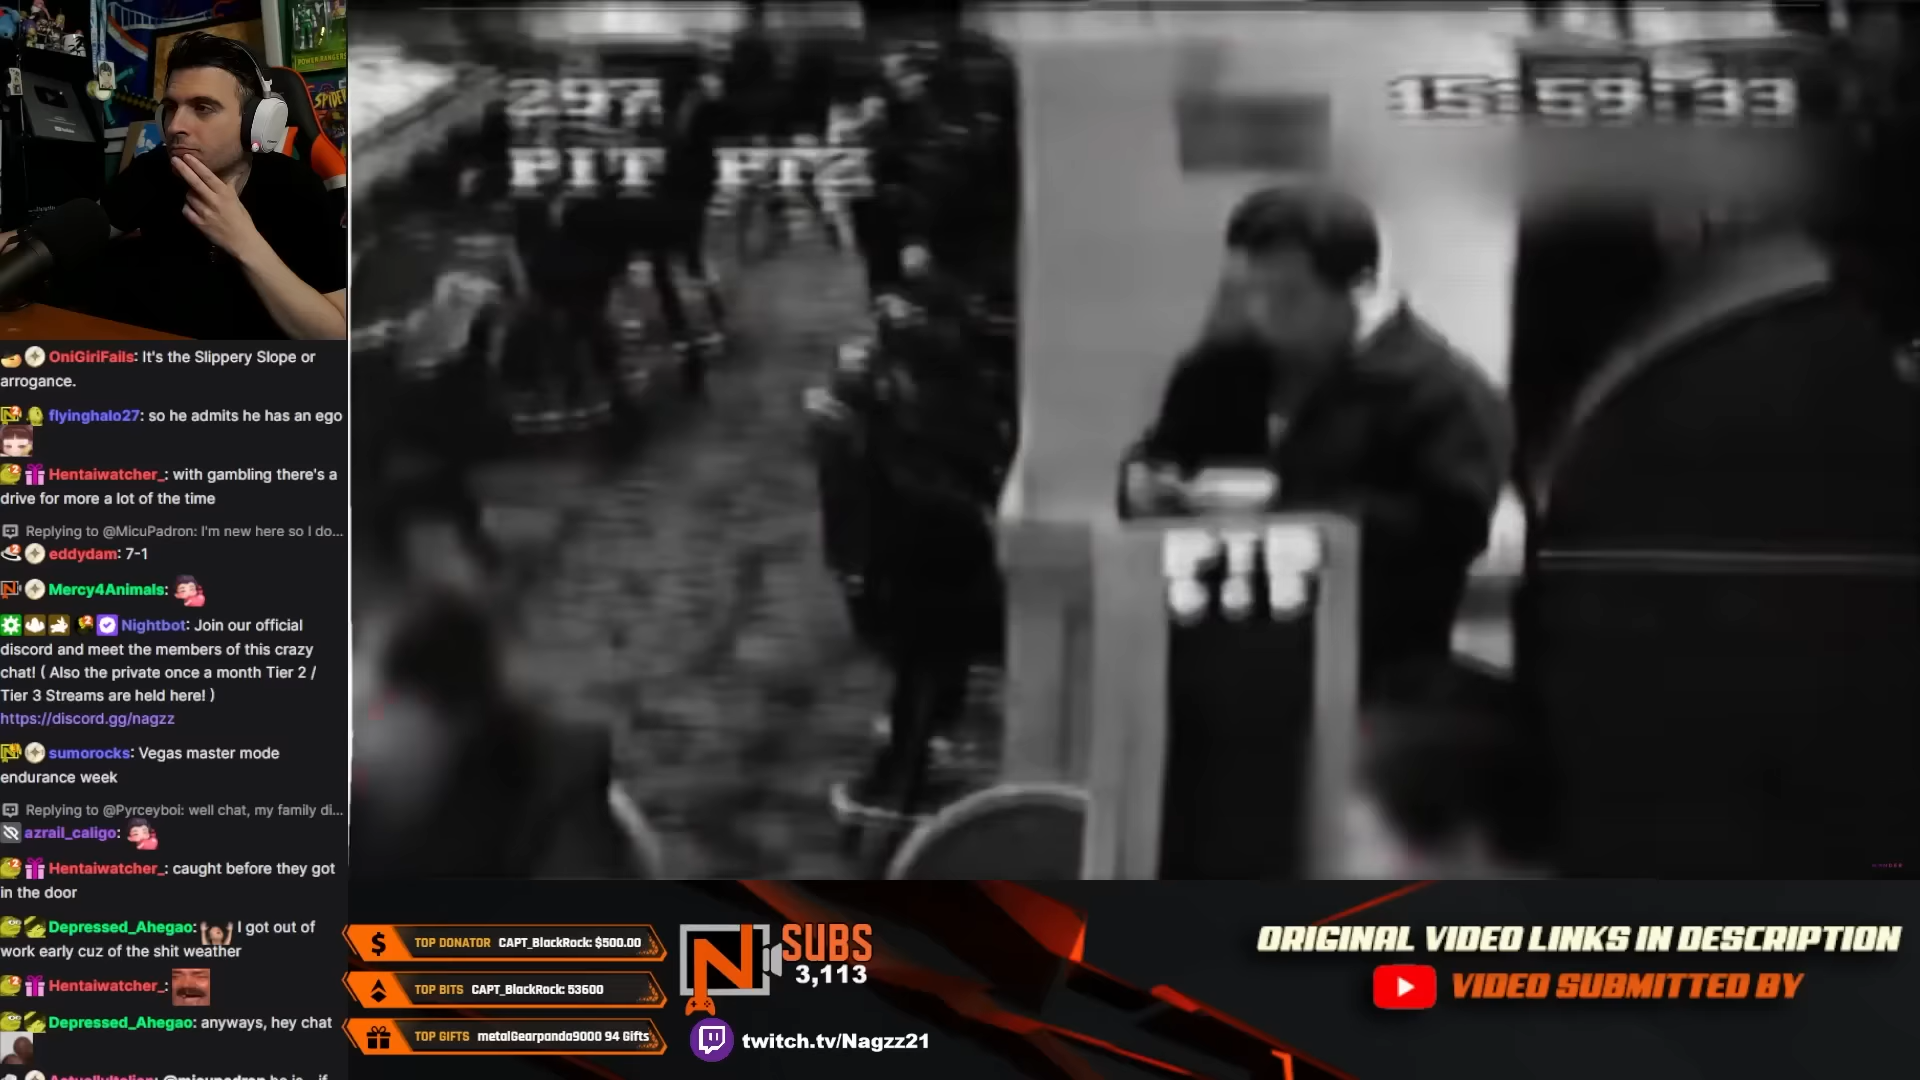 POWER RANGERS
297
15:59:33
PIT PTZ
PIT
OniGiriFails: It's the Slippery Slope or
arrogance.
flyinghalo27: so he admits he has an ego
Hentaiwatcher_: with gambling there's a
drive for more a lot of the time
Replying to @MicuPadron: I'm new here so I do...
eddydam: 7-1
Mercy4Animals:
Nightbot: Join our official
discord and meet the members of this crazy
chat! ( Also the private once a month Tier 2 /
Tier 3 Streams are held here! )
https://discord.gg/nagzz
sumorocks: Vegas master mode
endurance week
Replying to @Pyrceyboi: well chat, my family di...
azrail_caligo:
Hentaiwatcher_: caught before they got
in the door
Depressed_Ahegao: I got out of
work early cuz of the shit weather
Hentaiwatcher_:
Depressed_Ahegao: anyways, hey chat
TOP DONATOR CAPT_BlackRock: $500.00
TOP BITS CAPT_BlackRock: 53600
TOP GIFTS metalGearpanda9000 94 Gifts
N
SUBS
3,113
twitch.tv/Nagzz21
ORIGINAL VIDEO LINKS IN DESCRIPTION
VIDEO SUBMITTED BY